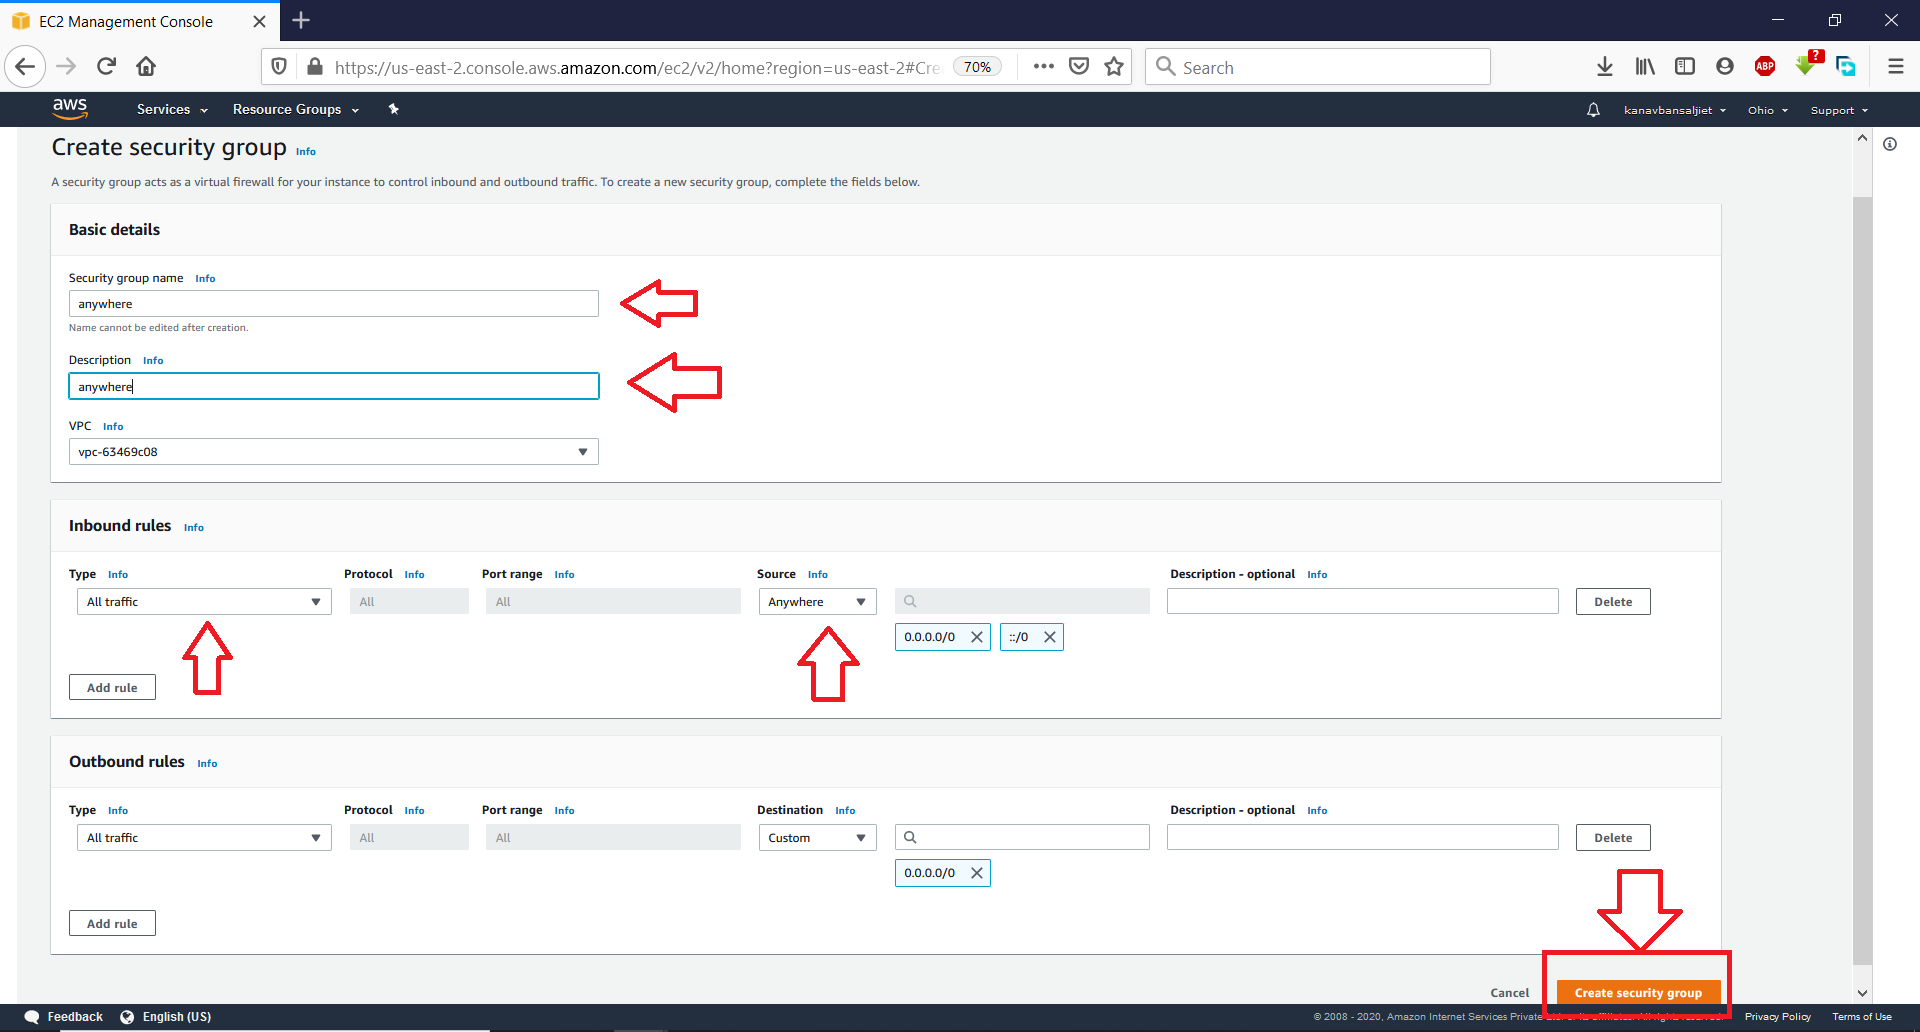 EC2 Management Console
https://us-east-2.console.aws.amazon.com/ec2/v2/home?region=us-east-2#Cre 70% Search ABP ?
aws Services Resource Groups kanavbansaljiet Ohio Support
Create security group Info
A security group acts as a virtual firewall for your instance to control inbound and outbound traffic. To create a new security group, complete the fields below.
Basic details
Security group name Info
anywhere
Name cannot be edited after creation.
Description Info
anywhere
VPC Info
vpc-63469c08
Inbound rules Info
Type Info Protocol Info Port range Info Source Info Description - optional Info
All traffic All All Anywhere Delete
0.0.0.0/0 ::/0
Add rule
Outbound rules Info
Type Info Protocol Info Port range Info Destination Info Description - optional Info
All traffic All All Custom Delete
0.0.0.0/0
Add rule
Cancel Create security group
Feedback English (US) © 2008 - 2020, Amazon Internet Services Private Privacy Policy Terms of Use